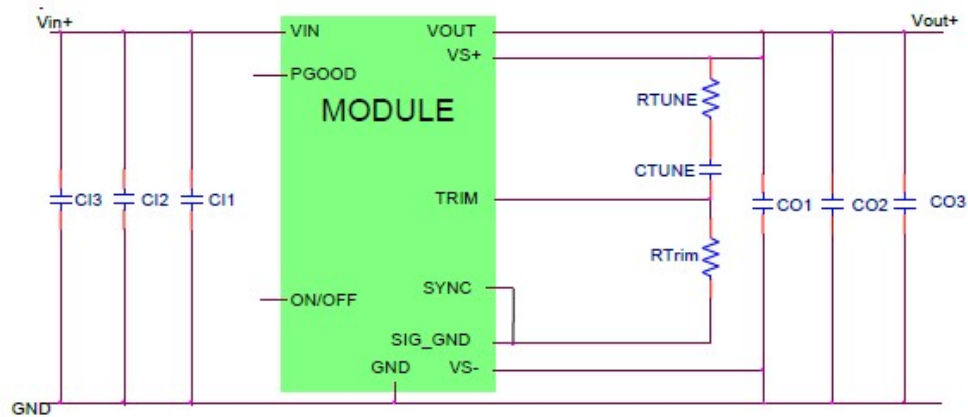 Vin+
Vout+
VIN
VOUT
VS+
PGOOD
MODULE
RTUNE
CTUNE
CI3
CI2
CI1
TRIM
CO1
CO2
CO3
RTrim
SYNC
ON/OFF
SIG_GND
GND
VS-
GND